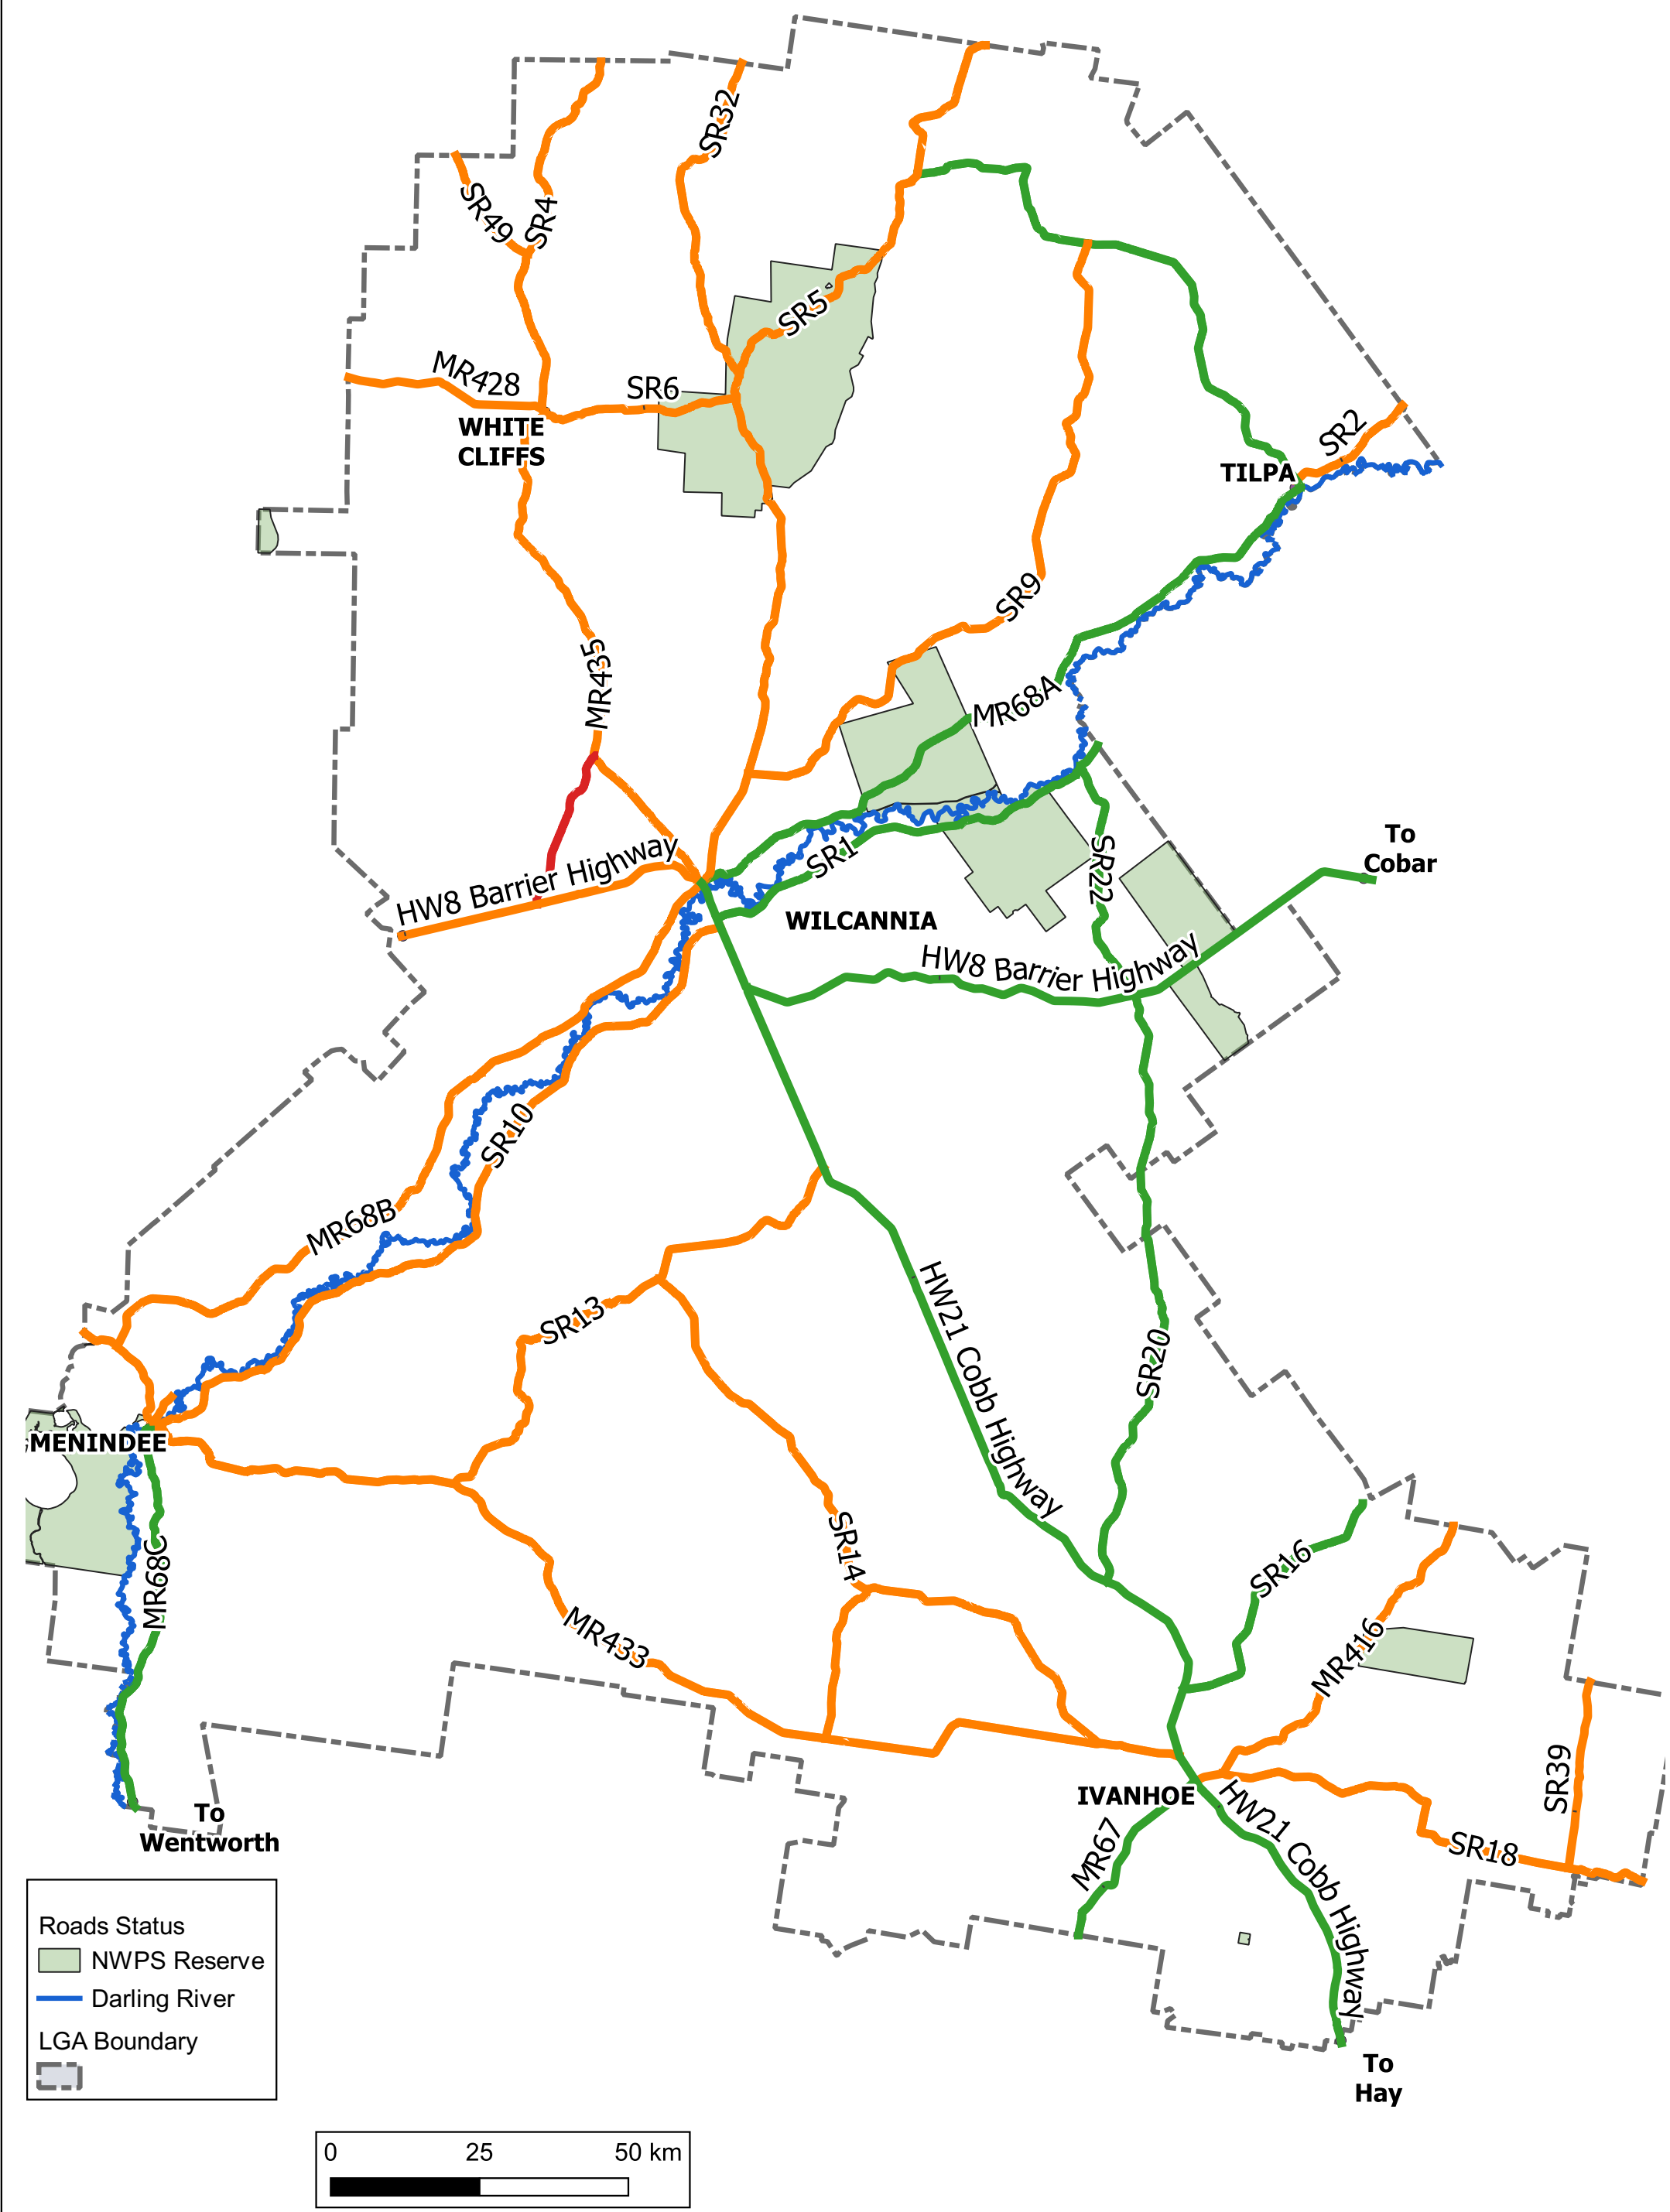 SR32
SR49
SR4
SR5
MR428
SR6
WHITE
CLIFFS
SR2
TILPA
SR9
MR435
MR68A
To
Cobar
SR1
SR22
HW8 Barrier Highway
WILCANNIA
HW8 Barrier Highway
SR10
MR68B
HW21 Cobb Highway
SR13
SR20
MENINDEE
SR14
MR68C
SR16
MR433
MR416
SR39
IVANHOE
HW21 Cobb Highway
To
Wentworth
MR67
SR18
Roads Status
NWPS Reserve
Darling River
LGA Boundary
To
Hay
0 25 50 km